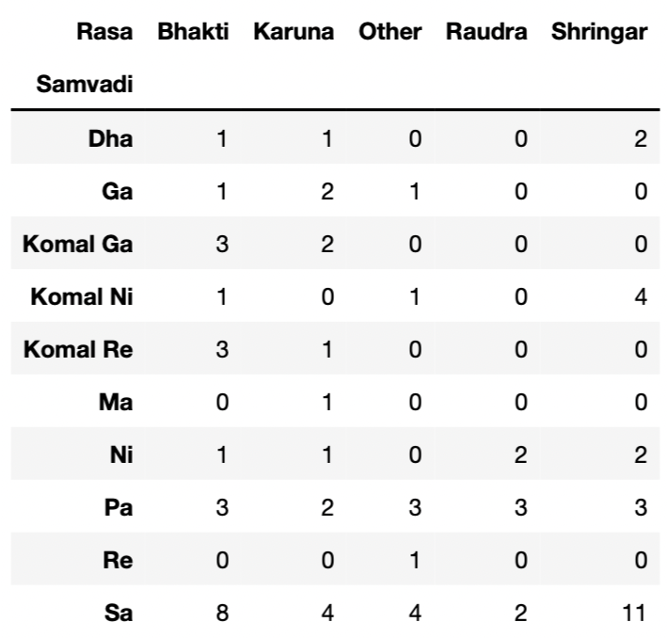 Rasa Bhakti Karuna Other Raudra Shringar
Samvadi
Dha 1 1 0 0 2
Ga 1 2 1 0 0
Komal Ga 3 2 0 0 0
Komal Ni 1 0 1 0 4
Komal Re 3 1 0 0 0
Ma 0 1 0 0 0
Ni 1 1 0 2 2
Pa 3 2 3 3 3
Re 0 0 1 0 0
Sa 8 4 4 2 11